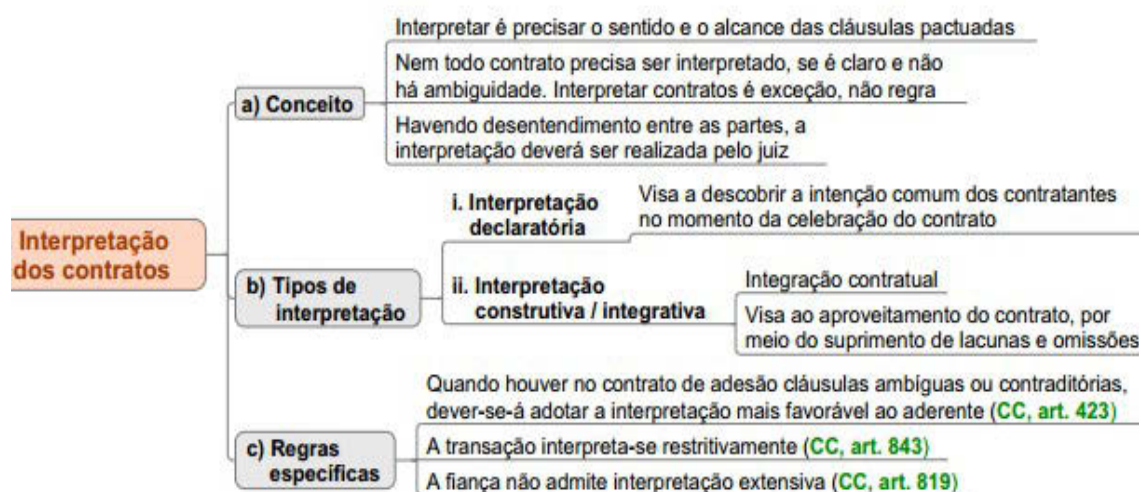 Interpretação
dos contratos
a) Conceito
Interpretar é precisar o sentido e o alcance das cláusulas pactuadas
Nem todo contrato precisa ser interpretado, se é claro e não
há ambiguidade. Interpretar contratos é exceção, não regra
Havendo desentendimento entre as partes, a
interpretação deverá ser realizada pelo juiz
b) Tipos de
interpretação
i. Interpretação
declaratória
Visa a descobrir a intenção comum dos contratantes
no momento da celebração do contrato
ii. Interpretação
construtiva / integrativa
Integração contratual
Visa ao aproveitamento do contrato, por
meio do suprimento de lacunas e omissões
c) Regras
específicas
Quando houver no contrato de adesão cláusulas ambíguas ou contraditórias,
dever-se-á adotar a interpretação mais favorável ao aderente (CC, art. 423)
A transação interpreta-se restritivamente (CC, art. 843)
A fiança não admite interpretação extensiva (CC, art. 819)